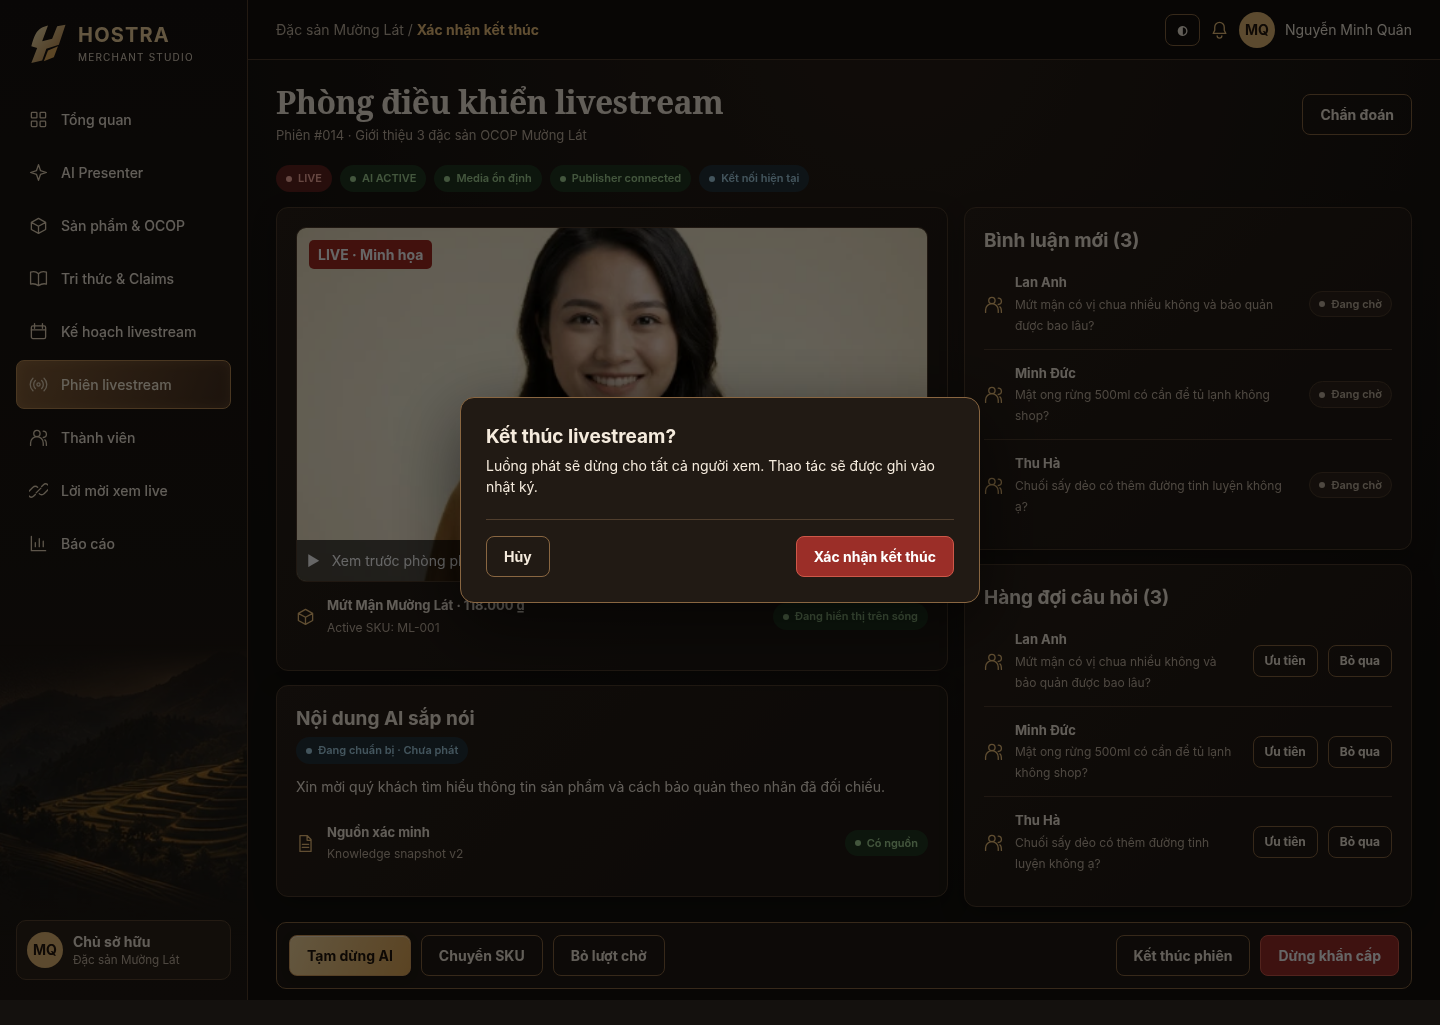 HOSTRA
MERCHANT STUDIO
Tổng quan
AI Presenter
Sản phẩm & OCOP
Tri thức & Claims
Kế hoạch livestream
Phiên livestream
Thành viên
Lời mời xem live
Báo cáo
MQ
Chủ sở hữu
Đặc sản Mường Lát
Đặc sản Mường Lát / Xác nhận kết thúc
MQ
Nguyễn Minh Quân
Phòng điều khiển livestream
Phiên #014 · Giới thiệu 3 đặc sản OCOP Mường Lát
Chẩn đoán
LIVE
AI ACTIVE
Media ổn định
Publisher connected
Kết nối hiện tại
LIVE · Minh họa
Xem trước phòng
Mứt Mận Mường Lát · 118.000 ₫
Active SKU: ML-001
Đang hiển thị trên sóng
Kết thúc livestream?
Luồng phát sẽ dừng cho tất cả người xem. Thao tác sẽ được ghi vào
nhật ký.
Hủy
Xác nhận kết thúc
Nội dung AI sắp nói
Đang chuẩn bị · Chưa phát
Xin mời quý khách tìm hiểu thông tin sản phẩm và cách bảo quản theo nhãn đã đối chiếu.
Nguồn xác minh
Knowledge snapshot v2
Có nguồn
Bình luận mới (3)
Lan Anh
Mứt mận có vị chua nhiều không và bảo quản
được bao lâu?
Đang chờ
Minh Đức
Mật ong rừng 500ml có cần để tủ lạnh không
shop?
Đang chờ
Thu Hà
Chuối sấy dẻo có thêm đường tinh luyện không
ạ?
Đang chờ
Hàng đợi câu hỏi (3)
Lan Anh
Mứt mận có vị chua nhiều không và
bảo quản được bao lâu?
Ưu tiên
Bỏ qua
Minh Đức
Mật ong rừng 500ml có cần để tủ lạnh
không shop?
Ưu tiên
Bỏ qua
Thu Hà
Chuối sấy dẻo có thêm đường tinh
luyện không ạ?
Ưu tiên
Bỏ qua
Tạm dừng AI
Chuyển SKU
Bỏ lượt chờ
Kết thúc phiên
Dừng khẩn cấp